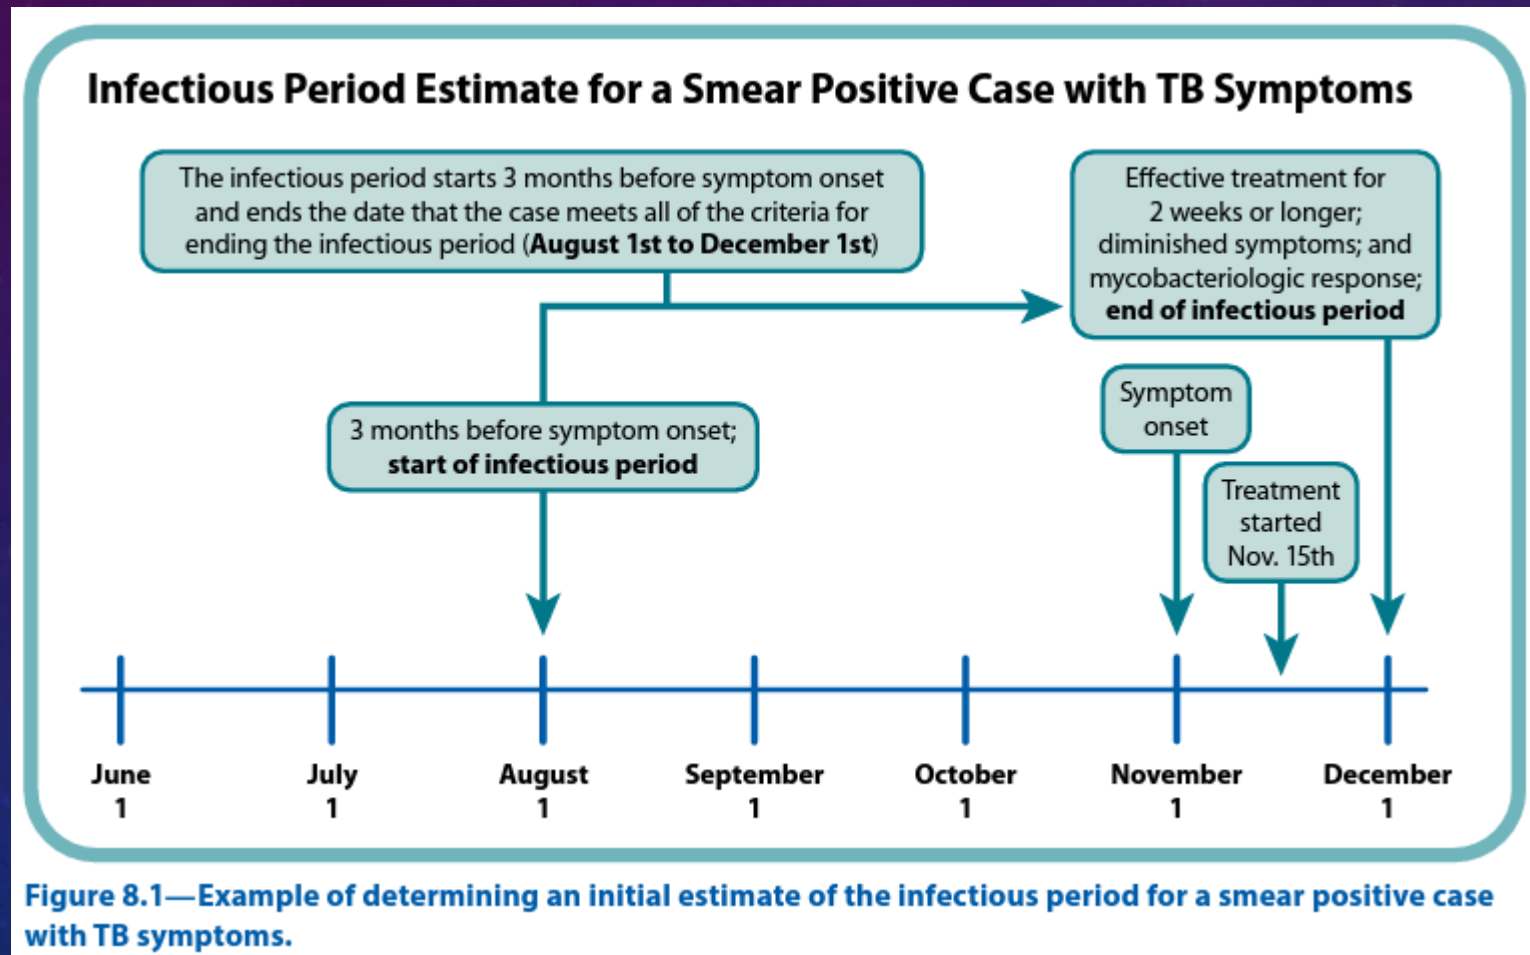 Infectious Period Estimate for a Smear Positive Case with TB Symptoms
The infectious period starts 3 months before symptom onset
and ends the date that the case meets all of the criteria for
ending the infectious period (August 1st to December 1st)
Effective treatment for
2 weeks or longer;
diminished symptoms; and
mycobacteriologic response;
end of infectious period
3 months before symptom onset;
start of infectious period
Symptom
onset
Treatment
started
Nov. 15th
June
1
July
1
August
1
September
1
October
1
November
1
December
1
Figure 8.1—Example of determining an initial estimate of the infectious period for a smear positive case
with TB symptoms.